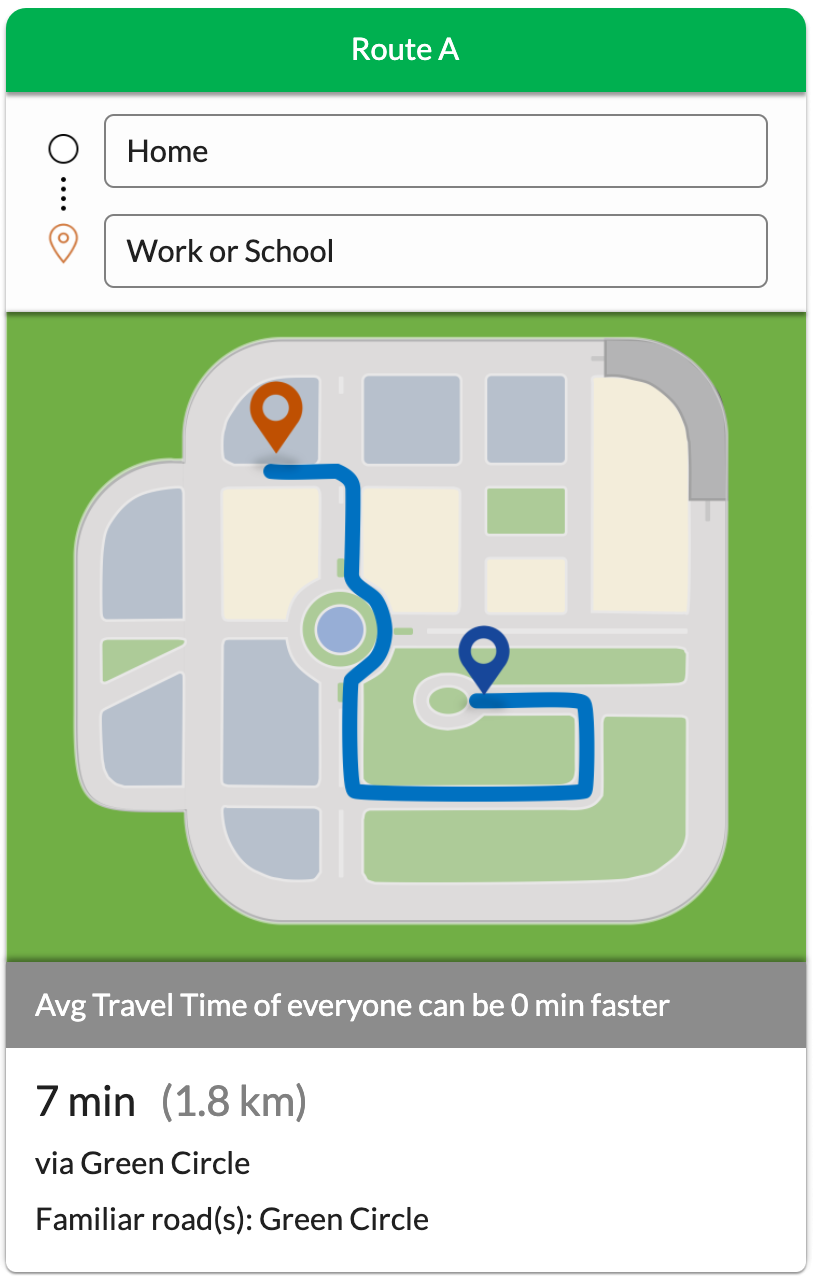 Route A
Home
Work or School
Avg Travel Time of everyone can be 0 min faster
7 min (1.8 km)
via Green Circle
Familiar road(s): Green Circle